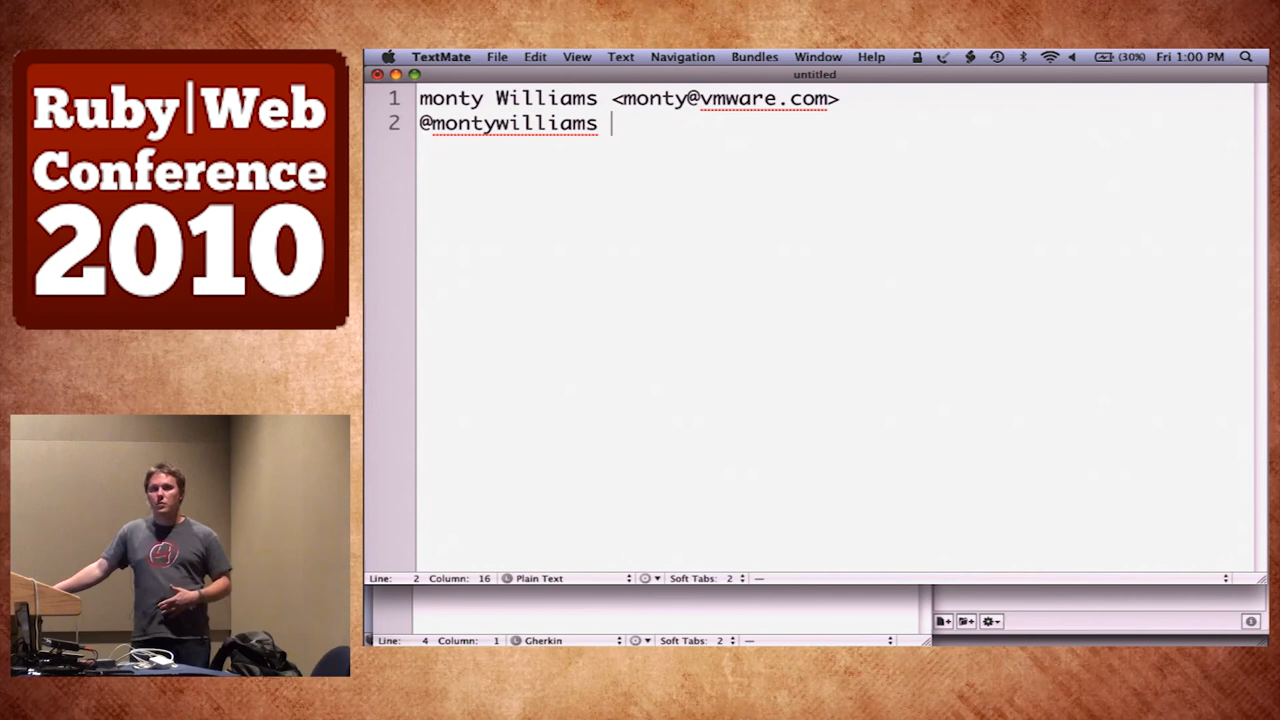 Ruby|Web
Conference
2010
TextMate File Edit View Text Navigation Bundles Window Help (30%) Fri 1:00 PM
untitled
1 monty Williams <monty@vmware.com>
2 @montywilliams
Line: 2 Column: 16 Plain Text Soft Tabs: 2 —
Line: 4 Column: 1 Gherkin Soft Tabs: 2 —